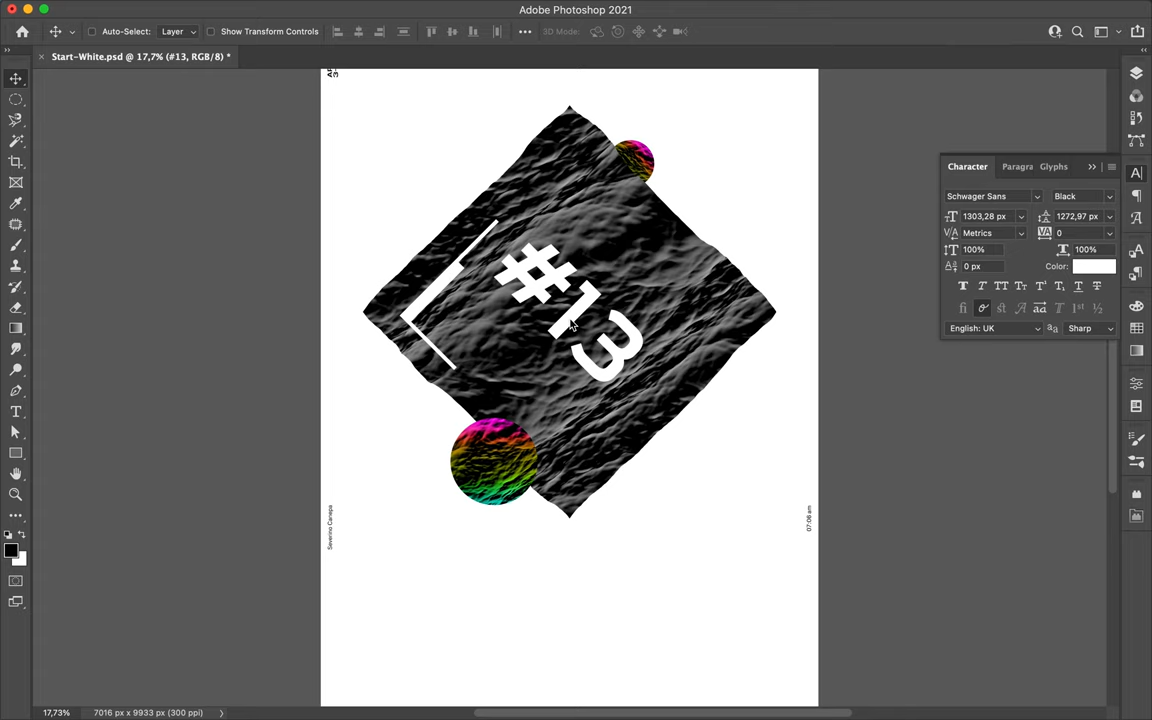 Adobe Photoshop 2021
Auto-Select:
Layer
Show Transform Controls
3D Mode:
Start-White.psd @ 17,7% (#13, RGB/8) *
#13
Severino Canepa
07:06 am
Character
Paragra
Glyphs
Schwager Sans
Black
1303,28 px
1272,97 px
Metrics
0
100%
100%
0 px
Color:
English: UK
Sharp
17,73%
7016 px x 9933 px (300 ppi)